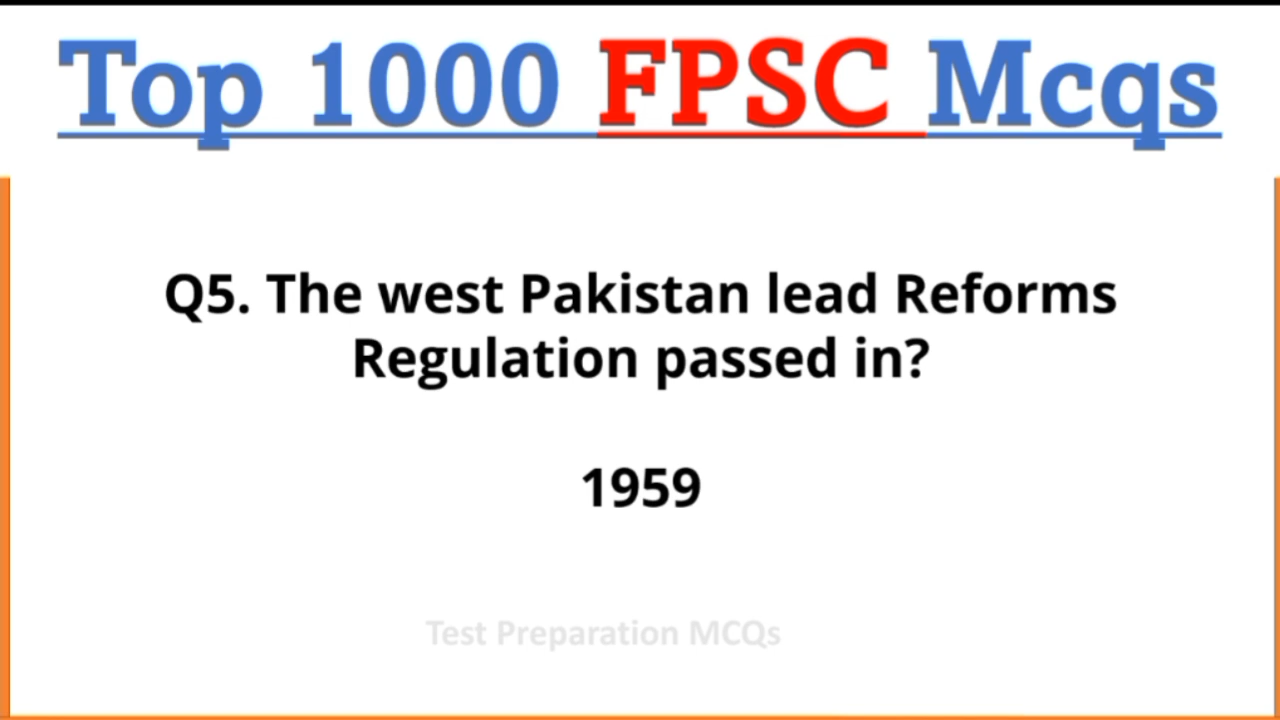 Top 1000 FPSC Mcqs
Q5. The west Pakistan lead Reforms
Regulation passed in?
1959
Test Preparation MCQs